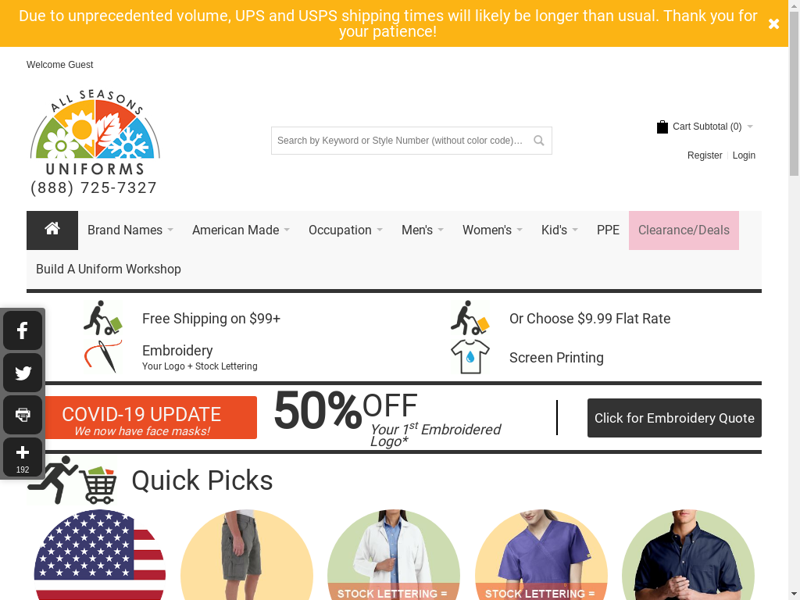 Due to unprecedented volume, UPS and USPS shipping times will likely be longer than usual. Thank you for
your patience!
Welcome Guest
ALL SEASONS
UNIFORMS
(888) 725-7327
Search by Keyword or Style Number (without color code)...
Cart Subtotal (0)
Register
Login
Brand Names
American Made
Occupation
Men's
Women's
Kid's
PPE
Clearance/Deals
Build A Uniform Workshop
Free Shipping on $99+
Or Choose $9.99 Flat Rate
Embroidery
Your Logo + Stock Lettering
Screen Printing
COVID-19 UPDATE
We now have face masks!
50% OFF
Your 1st Embroidered
Logo*
Click for Embroidery Quote
192
Quick Picks
STOCK LETTERING =
STOCK LETTERING =